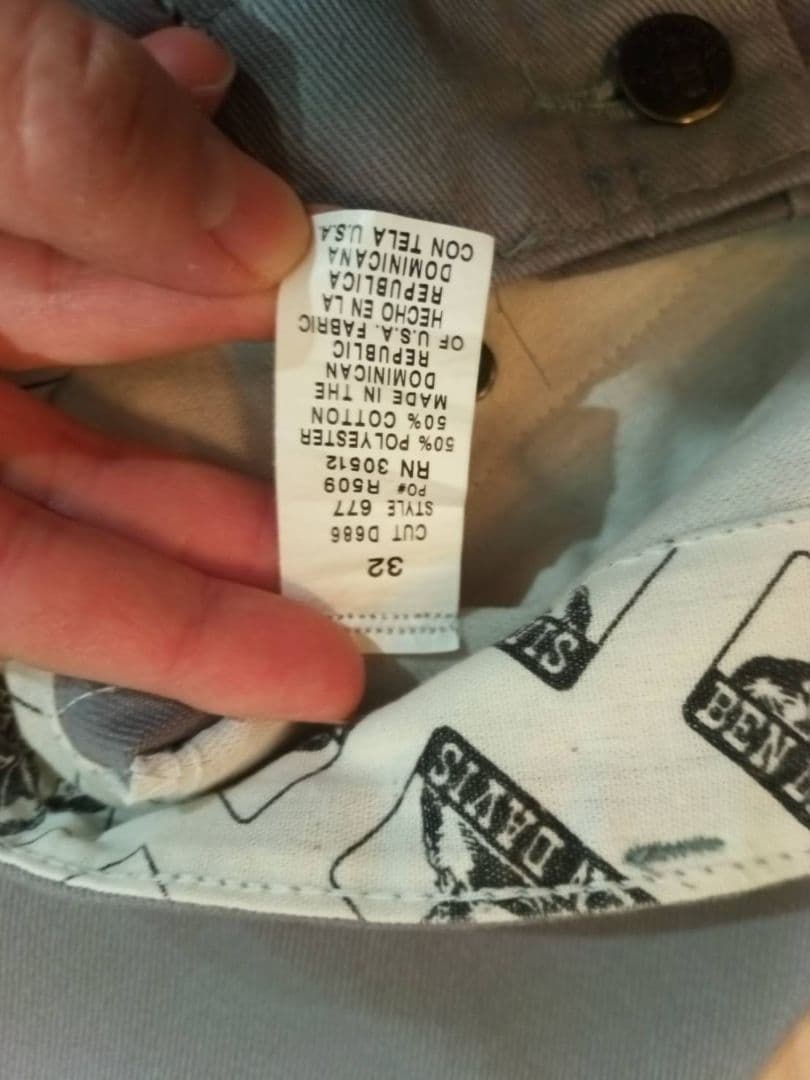 32
CUT D686
STYLE 677
PO# R509
RN 30512
50% POLYESTER
50% COTTON
MADE IN THE
DOMINICAN
REPUBLIC
OF U.S.A. FABRIC
HECHO EN LA
REPUBLICA
DOMINICANA
CON TELA U.S.A.
SIS
BEN
N DAVIS